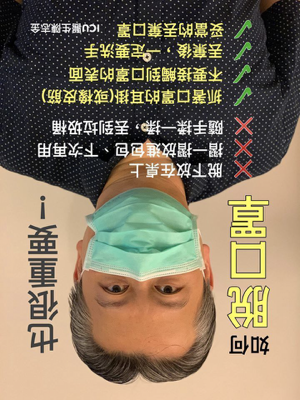 如何
脫口罩
也很重要！
脫下放在桌上
摺一摺放進包包、下次再用
隨手揉一揉，丟垃圾桶
抓著口罩的耳掛(或橡皮筋)
不要接觸到口罩的表面
丟棄後，一定要洗手
妥當的丟棄口罩
ICU醫生陳志金